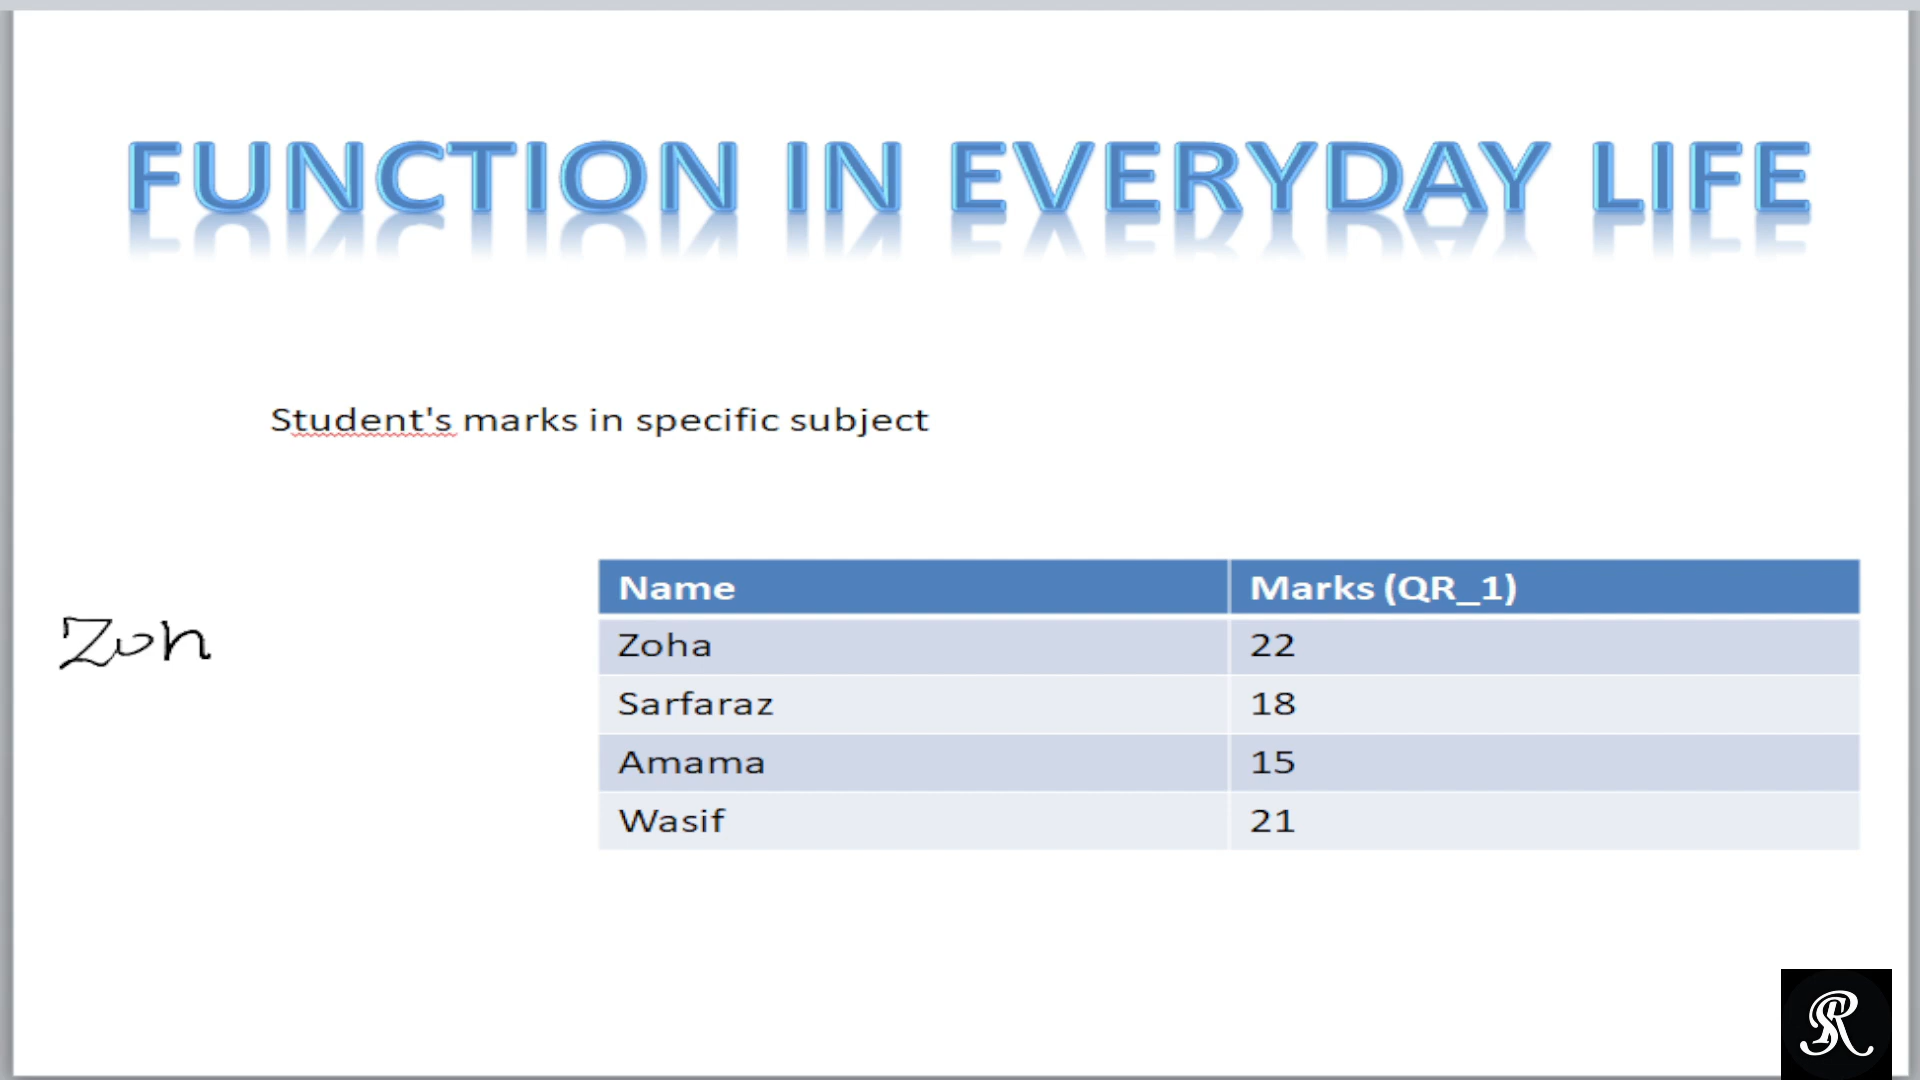 FUNCTION IN EVERYDAY LIFE
Student's marks in specific subject
Zoh
Name Marks (QR_1)
Zoha 22
Sarfaraz 18
Amama 15
Wasif 21